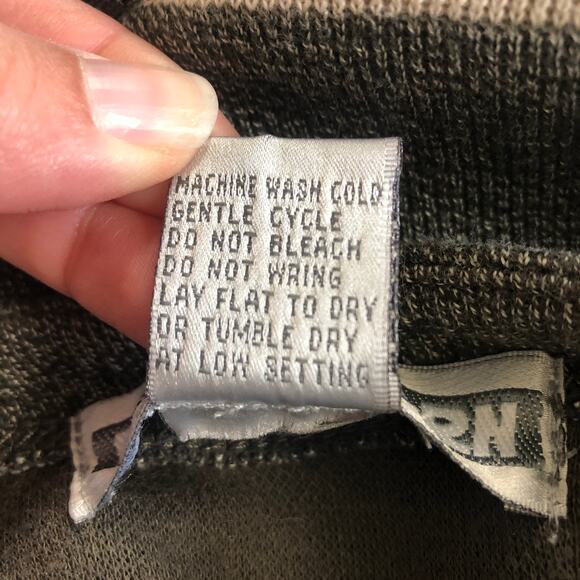 MACHINE WASH COLD
GENTLE CYCLE
DO NOT BLEACH
DO NOT WRING
LAY FLAT TO DRY
OR TUMBLE DRY
AT LOW SETTING